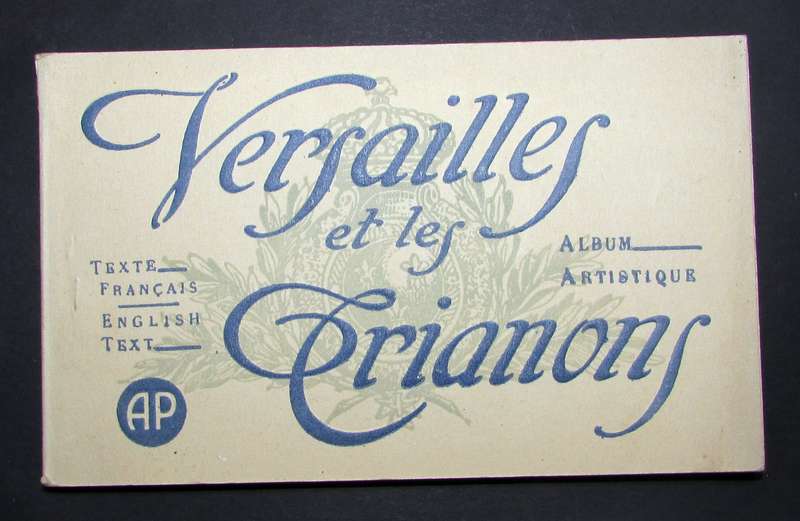 Versailles
et les
Trianons
TEXTE
FRANÇAIS
ENGLISH
TEXT
ALBUM
ARTISTIQUE
AP